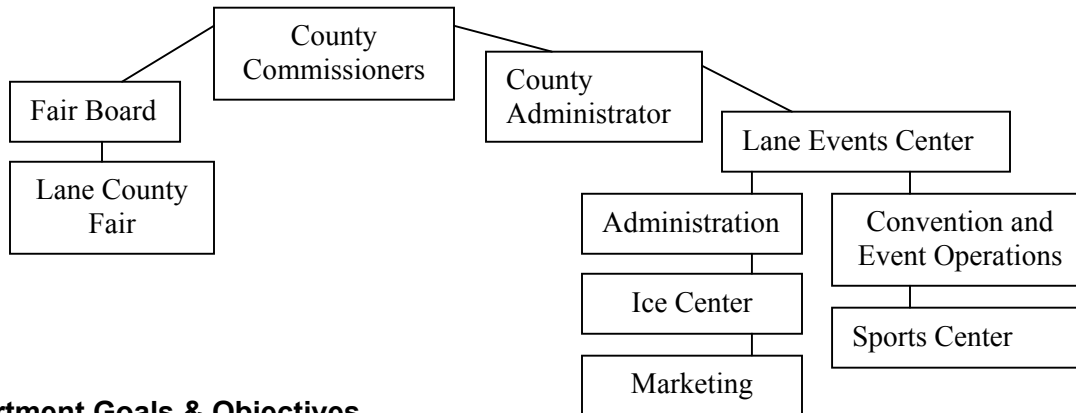 County
Commissioners
County
Administrator
Fair Board
Lane Events Center
Lane County
Fair
Administration
Convention and
Event Operations
Ice Center
Sports Center
Marketing
rtment Goals & Objectives